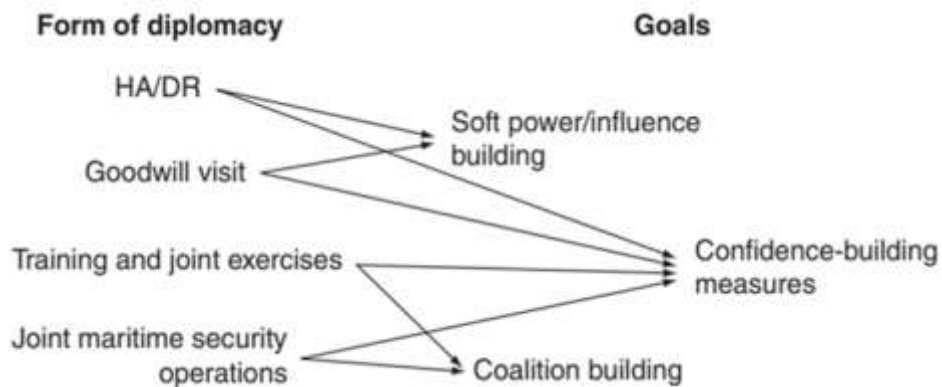 Form of diplomacy
Goals
HA/DR
Soft power/influence
building
Goodwill visit
Training and joint exercises
Confidence-building
measures
Joint maritime security
operations
Coalition building